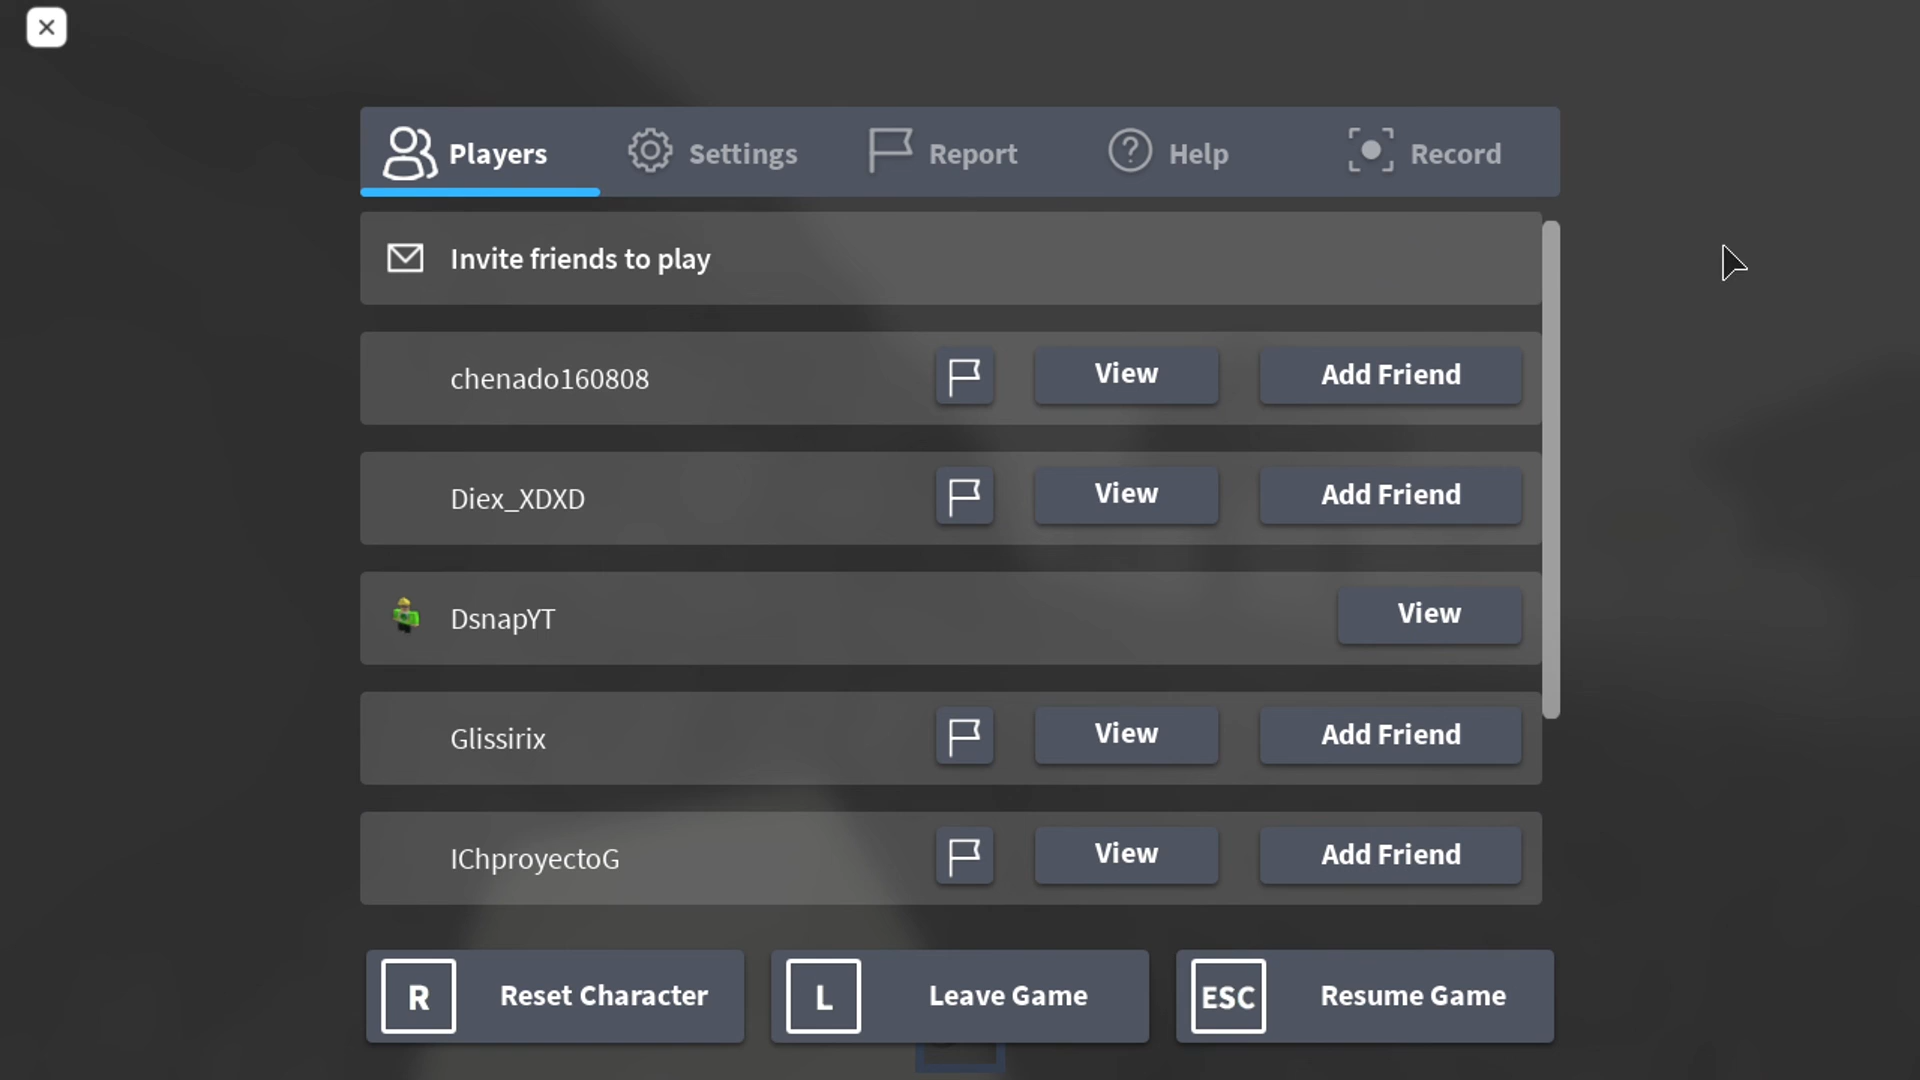 Players
Settings
Report
Help
Record
Invite friends to play
chenado160808
View
Add Friend
Diex_XDXD
View
Add Friend
DsnapYT
View
Glissirix
View
Add Friend
IChproyectoG
View
Add Friend
R
Reset Character
L
Leave Game
ESC
Resume Game